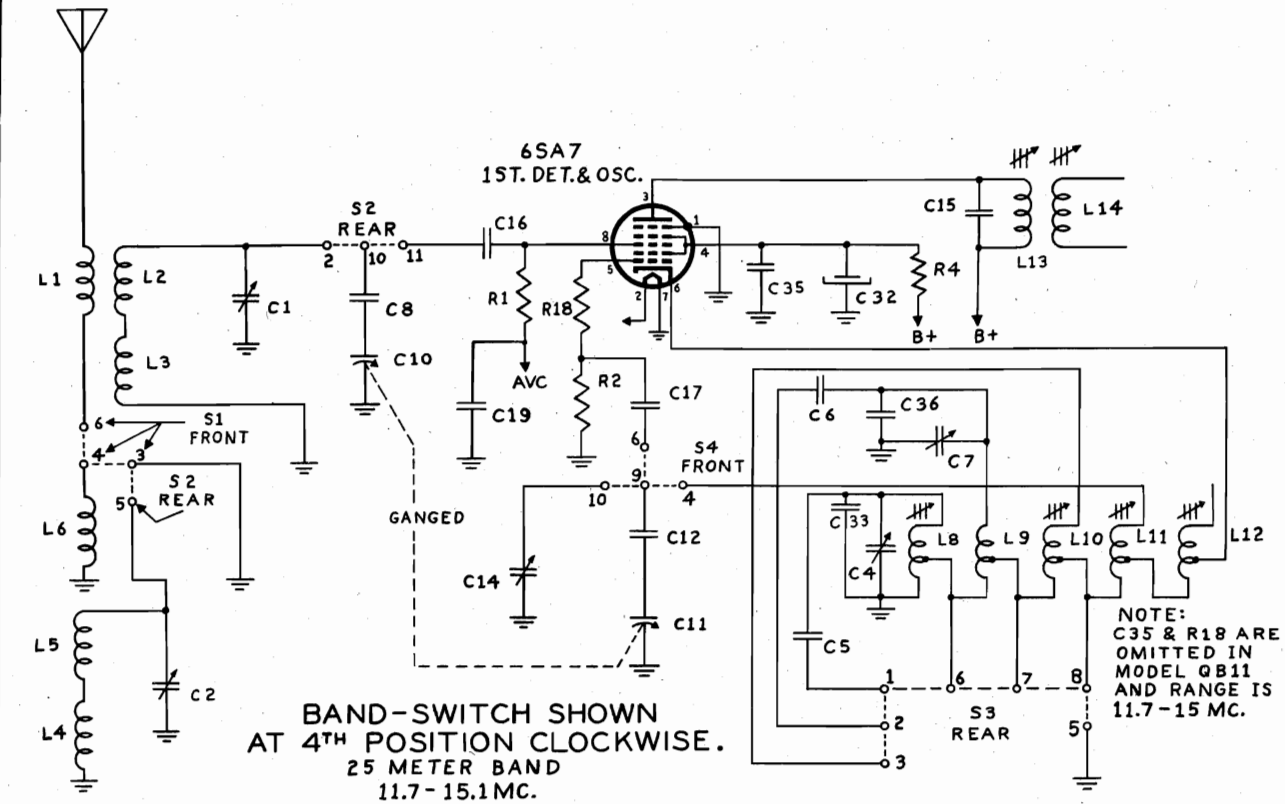 6SA7
1ST. DET.& OSC.
S2
REAR
C16
3
1
8
4
5
2
7
6
C15
L14
L13
L1
L2
C1
2
10
11
C8
R1
R18
C35
C32
R4
B+
B+
L3
C10
AVC
R2
C17
C19
C6
C36
C7
6
S1
FRONT
4
3
S2
REAR
5
6
S4
FRONT
9
10
4
L6
GANGED
C12
C14
C11
C33
C4
L8
L9
L10
L11
L12
L5
C2
L4
C5
1
6
7
8
S3
REAR
2
5
3
NOTE:
C35 & R18 ARE
OMITTED IN
MODEL QB11
AND RANGE IS
11.7-15 MC.
BAND-SWITCH SHOWN
AT 4TH POSITION CLOCKWISE.
25 METER BAND
11.7-15.1 MC.